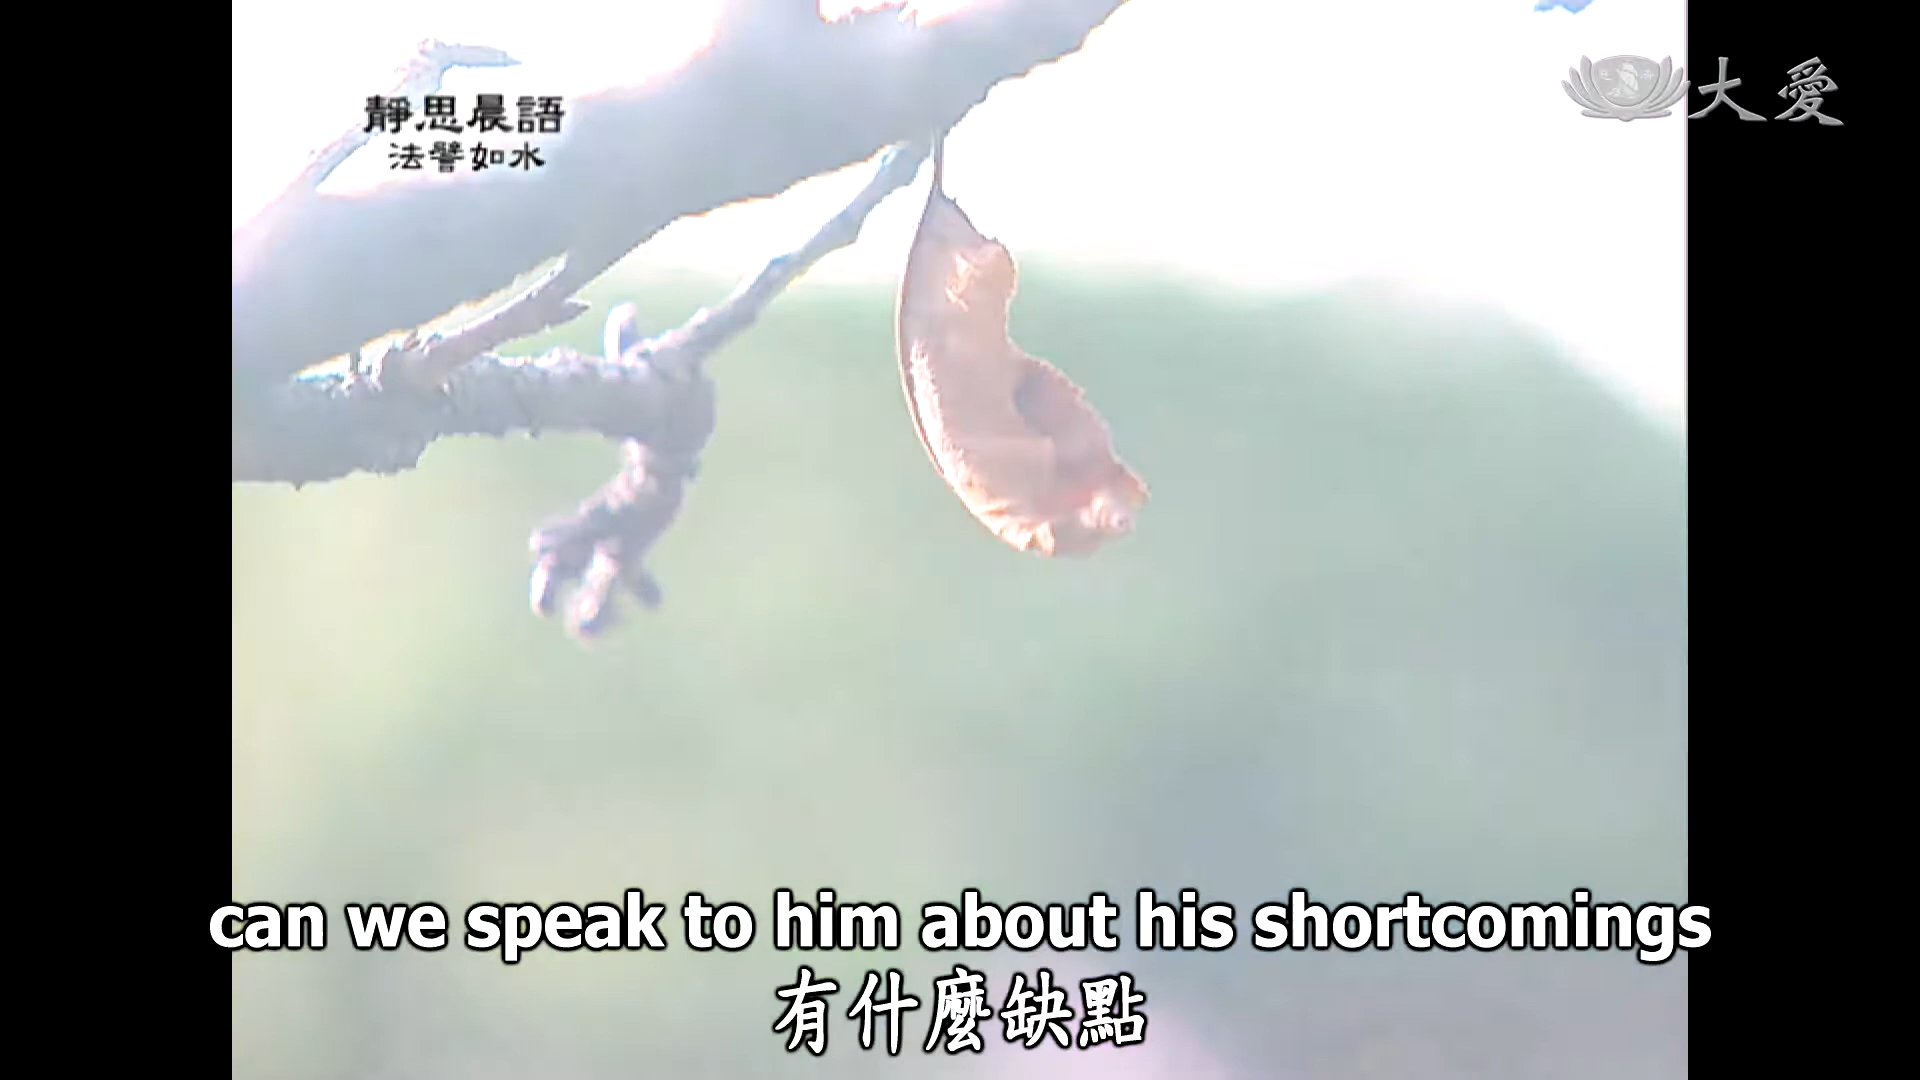 靜思晨語
法譬如水
大愛
can we speak to him about his shortcomings
有什麼缺點